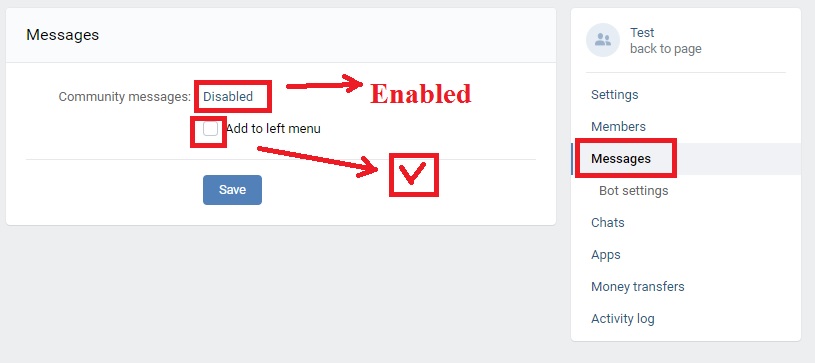 Messages
Community messages: Disabled
Enabled
Add to left menu
Save
Test
back to page
Settings
Members
Messages
Bot settings
Chats
Apps
Money transfers
Activity log